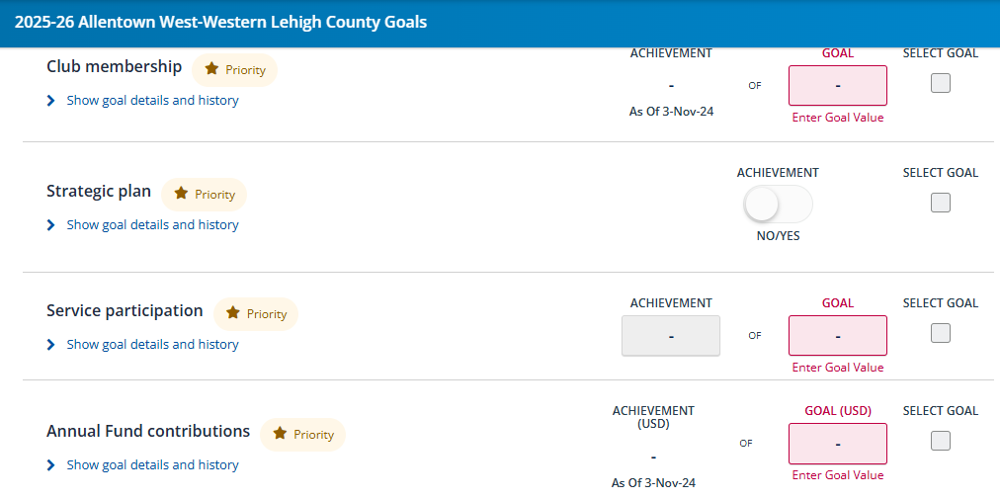 2025-26 Allentown West-Western Lehigh County Goals
Club membership Priority
Show goal details and history
ACHIEVEMENT
-
As Of 3-Nov-24
OF
GOAL
-
Enter Goal Value
SELECT GOAL
Strategic plan Priority
Show goal details and history
ACHIEVEMENT
NO/YES
SELECT GOAL
Service participation Priority
Show goal details and history
ACHIEVEMENT
-
OF
GOAL
-
Enter Goal Value
SELECT GOAL
Annual Fund contributions Priority
Show goal details and history
ACHIEVEMENT
(USD)
-
As Of 3-Nov-24
OF
GOAL (USD)
-
Enter Goal Value
SELECT GOAL